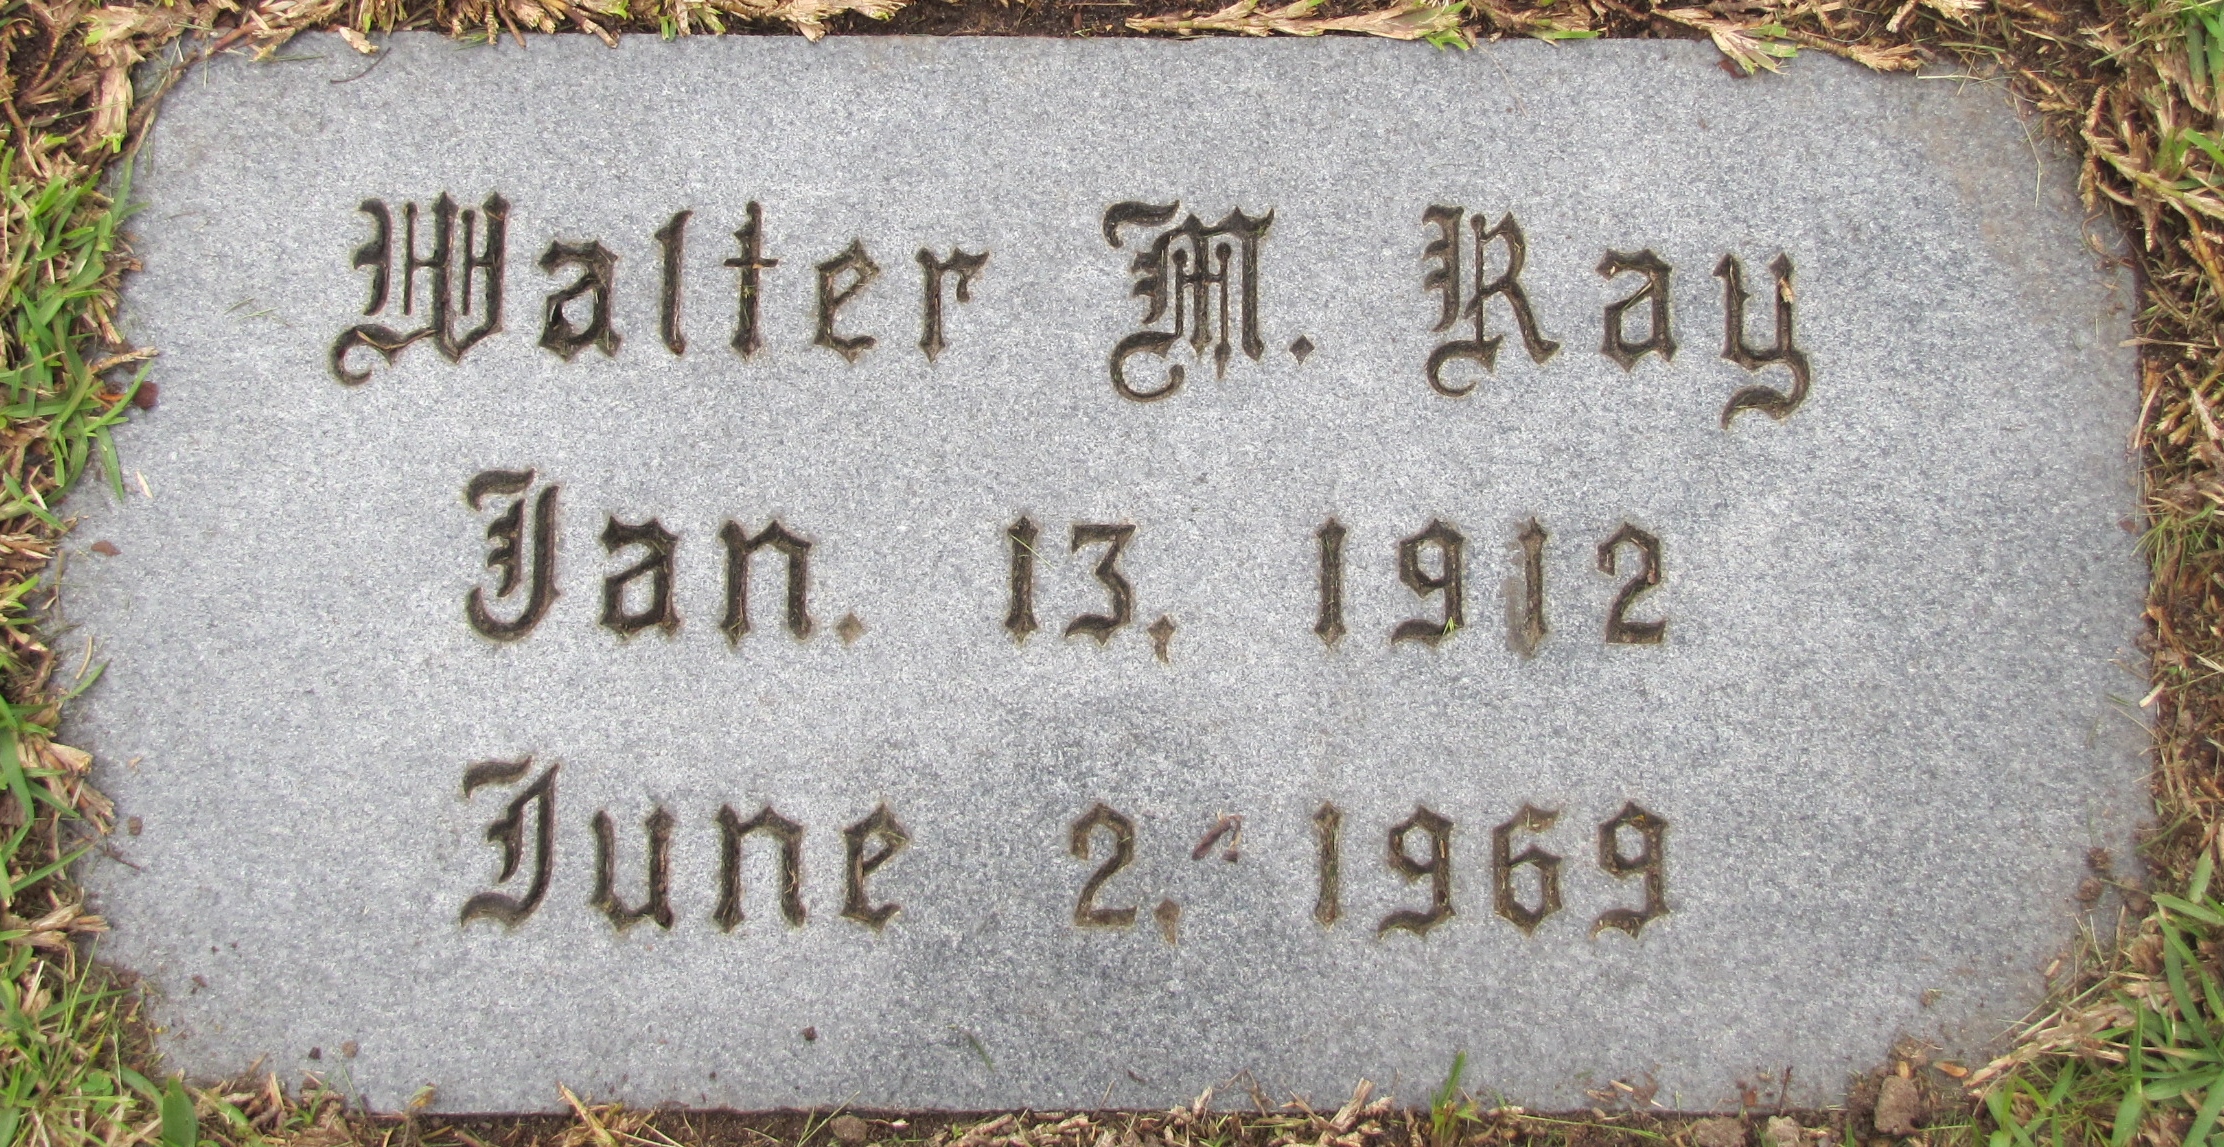 Walter M. Ray
Jan. 13, 1912
June 2, 1969